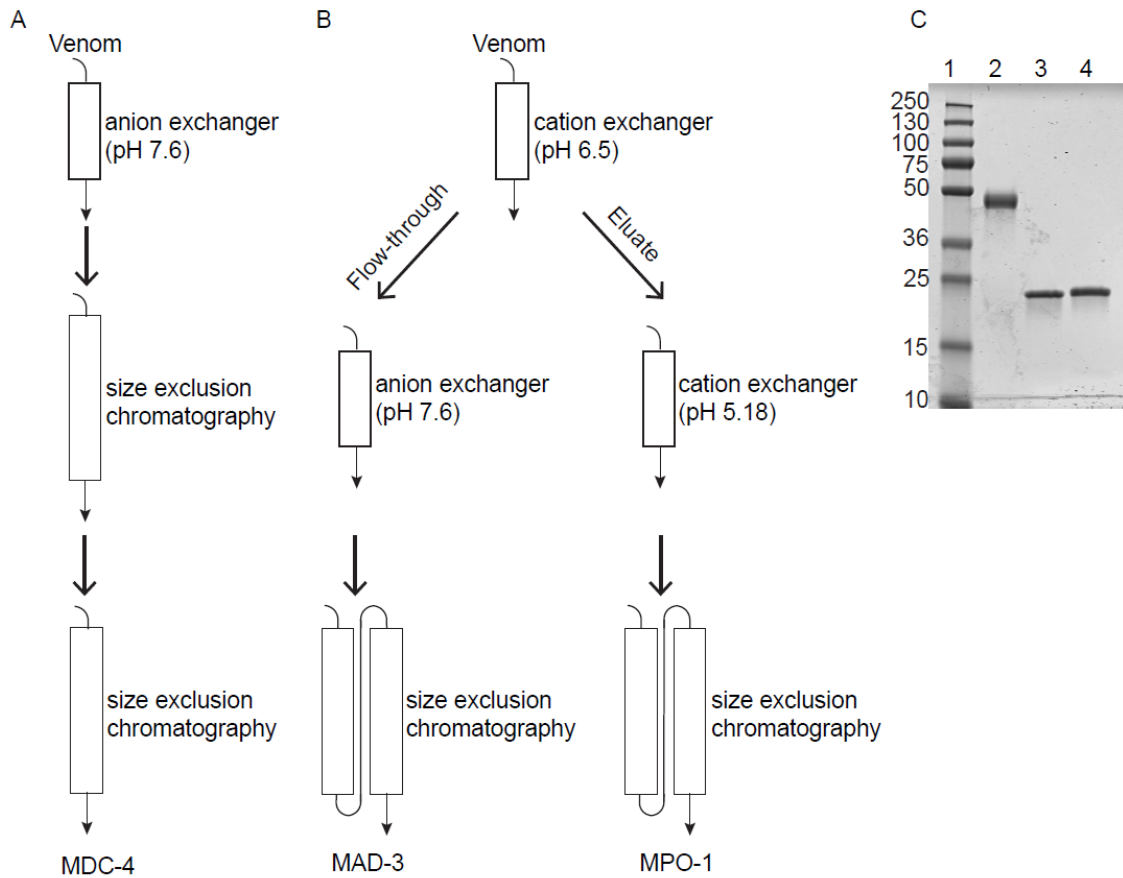 A
Venom
anion exchanger
(pH 7.6)
size exclusion
chromatography
size exclusion
chromatography
MDC-4
B
Venom
cation exchanger
(pH 6.5)
Flow-through
Eluate
anion exchanger
(pH 7.6)
cation exchanger
(pH 5.18)
size exclusion
chromatography
size exclusion
chromatography
MAD-3
MPO-1
C
1 2 3 4
250
130
100
75
50
36
25
15
10